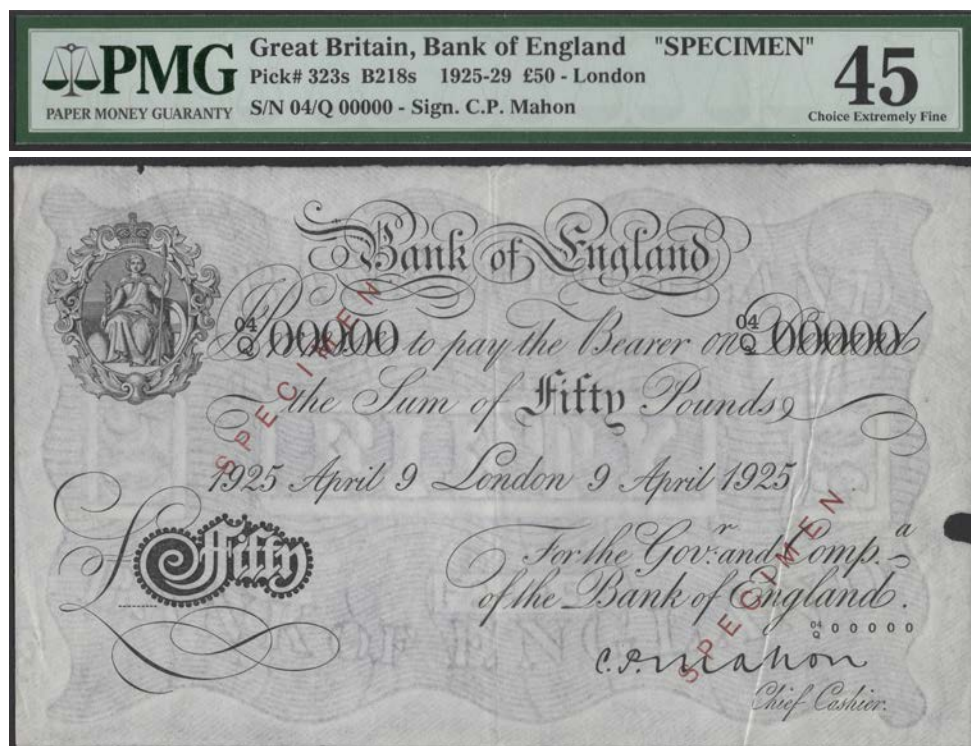 PMG
PAPER MONEY GUARANTY
Great Britain, Bank of England "SPECIMEN"
Pick# 323s B218s 1925-29 £50 - London
S/N 04/Q 00000 - Sign. C.P. Mahon
45
Choice Extremely Fine
Bank of England
04/Q 00000 to pay the Bearer on 04/Q 00000
the Sum of Fifty Pounds
1925 April 9 London 9 April 1925
£ Fifty
For the Gov.r and Comp.a
of the Bank of England.
04/Q 00000
C.P. Mahon
Chief Cashier.
SPECIMEN
SPECIMEN